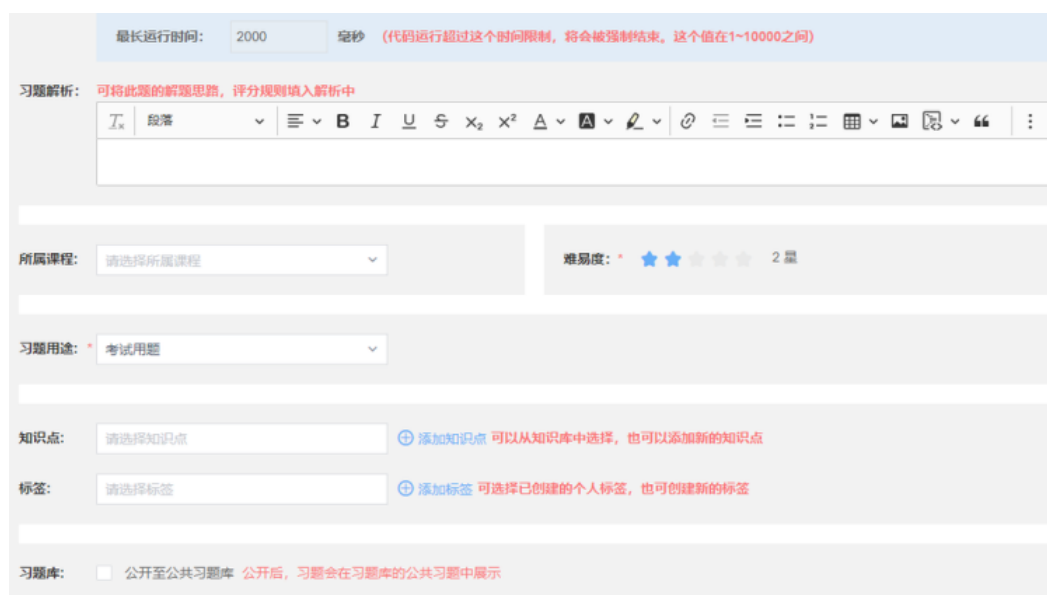 最长运行时间： 2000 毫秒 （代码运行超过这个时间限制，将会被强制结束。这个值在1~10000之间）
习题解析： 可将此题的解题思路，评分规则填入解析中
段落
所属课程： 请选择所属课程 难易度：* 2 星
习题用途：* 考试用题
知识点： 请选择知识点 添加知识点 可以从知识库中选择，也可以添加新的知识点
标签： 请选择标签 添加标签 可选择已创建的个人标签，也可创建新的标签
习题库： 公开至公共习题库 公开后，习题会在习题库的公共习题中展示